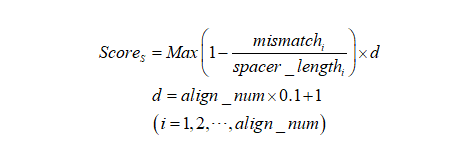 Score_s = Max(1 - mismatch_i / spacer_length_i) × d
d = align_num × 0.1 + 1
(i = 1, 2, ⋯, align_num)